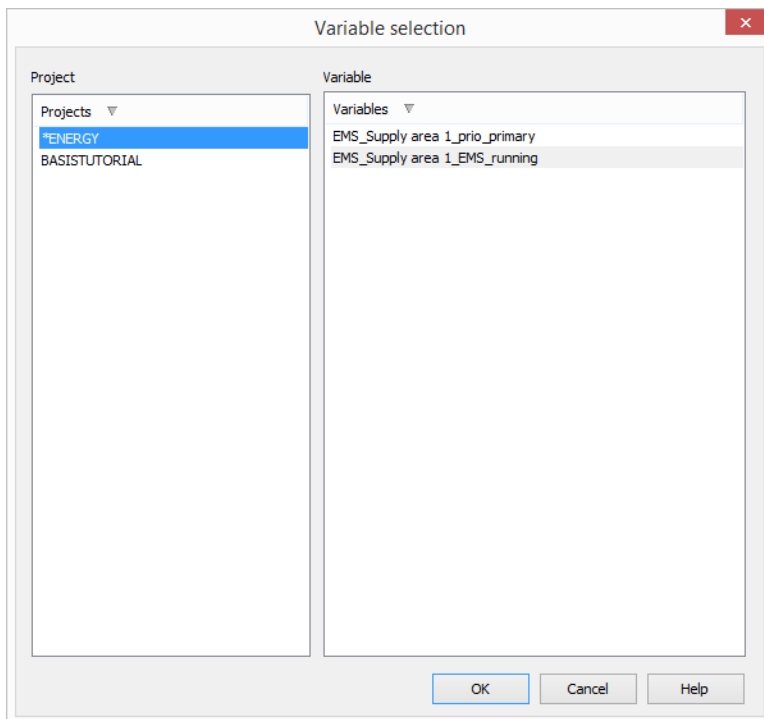 Variable selection
Project
Variable
Projects
Variables
*ENERGY
BASISTUTORIAL
EMS_Supply area 1_prio_primary
EMS_Supply area 1_EMS_running
OK
Cancel
Help